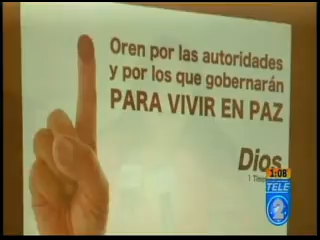 Oren por las autoridades
y por los que gobernarán
PARA VIVIR EN PAZ
Dios
1:08
TELE